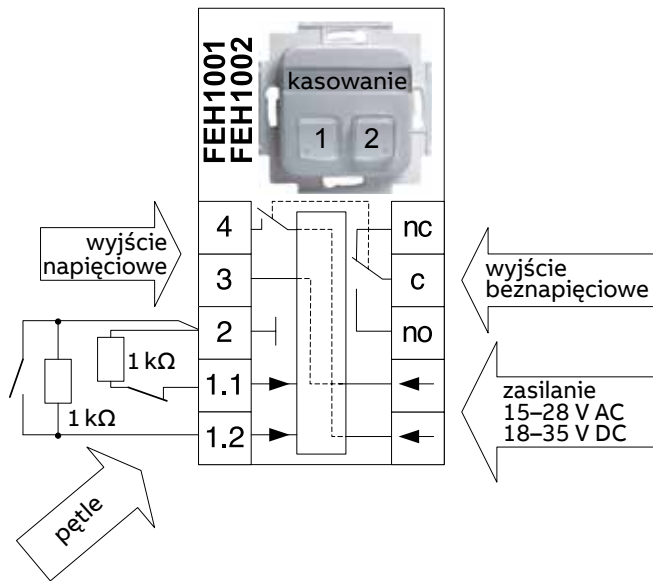 FEH1001
FEH1002
kasowanie
1 2
4
nc
wyjście
napięciowe
3
c
wyjście
beznapięciowe
2
no
1 kΩ
1.1
1 kΩ
1.2
zasilanie
15–28 V AC
18–35 V DC
pętle